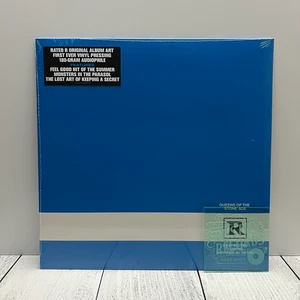 RATED R ORIGINAL ALBUM ART
FIRST EVER VINYL PRESSING
180-GRAM AUDIOPHILE
FEATURING
FEEL GOOD HIT OF THE SUMMER
MONSTERS IN THE PARASOL
THE LOST ART OF KEEPING A SECRET
QUEENS OF THE
STONE AGE
R